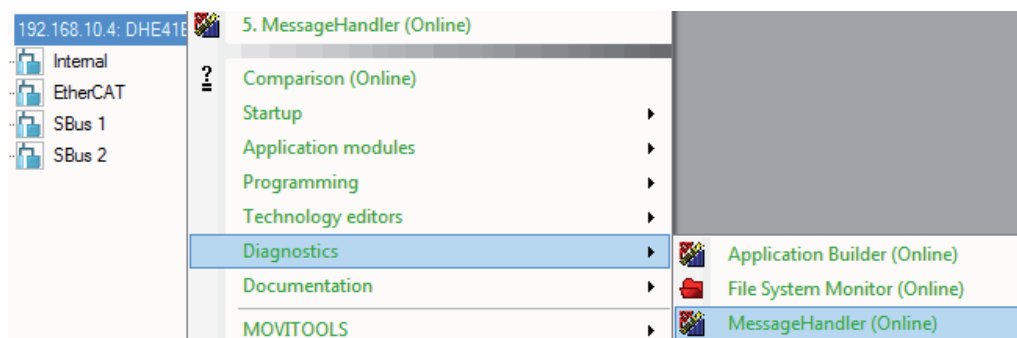 192.168.10.4: DHE41
Internal
EtherCAT
SBus 1
SBus 2
5. MessageHandler (Online)
Comparison (Online)
Startup
Application modules
Programming
Technology editors
Diagnostics
Documentation
MOVITOOLS
Application Builder (Online)
File System Monitor (Online)
MessageHandler (Online)